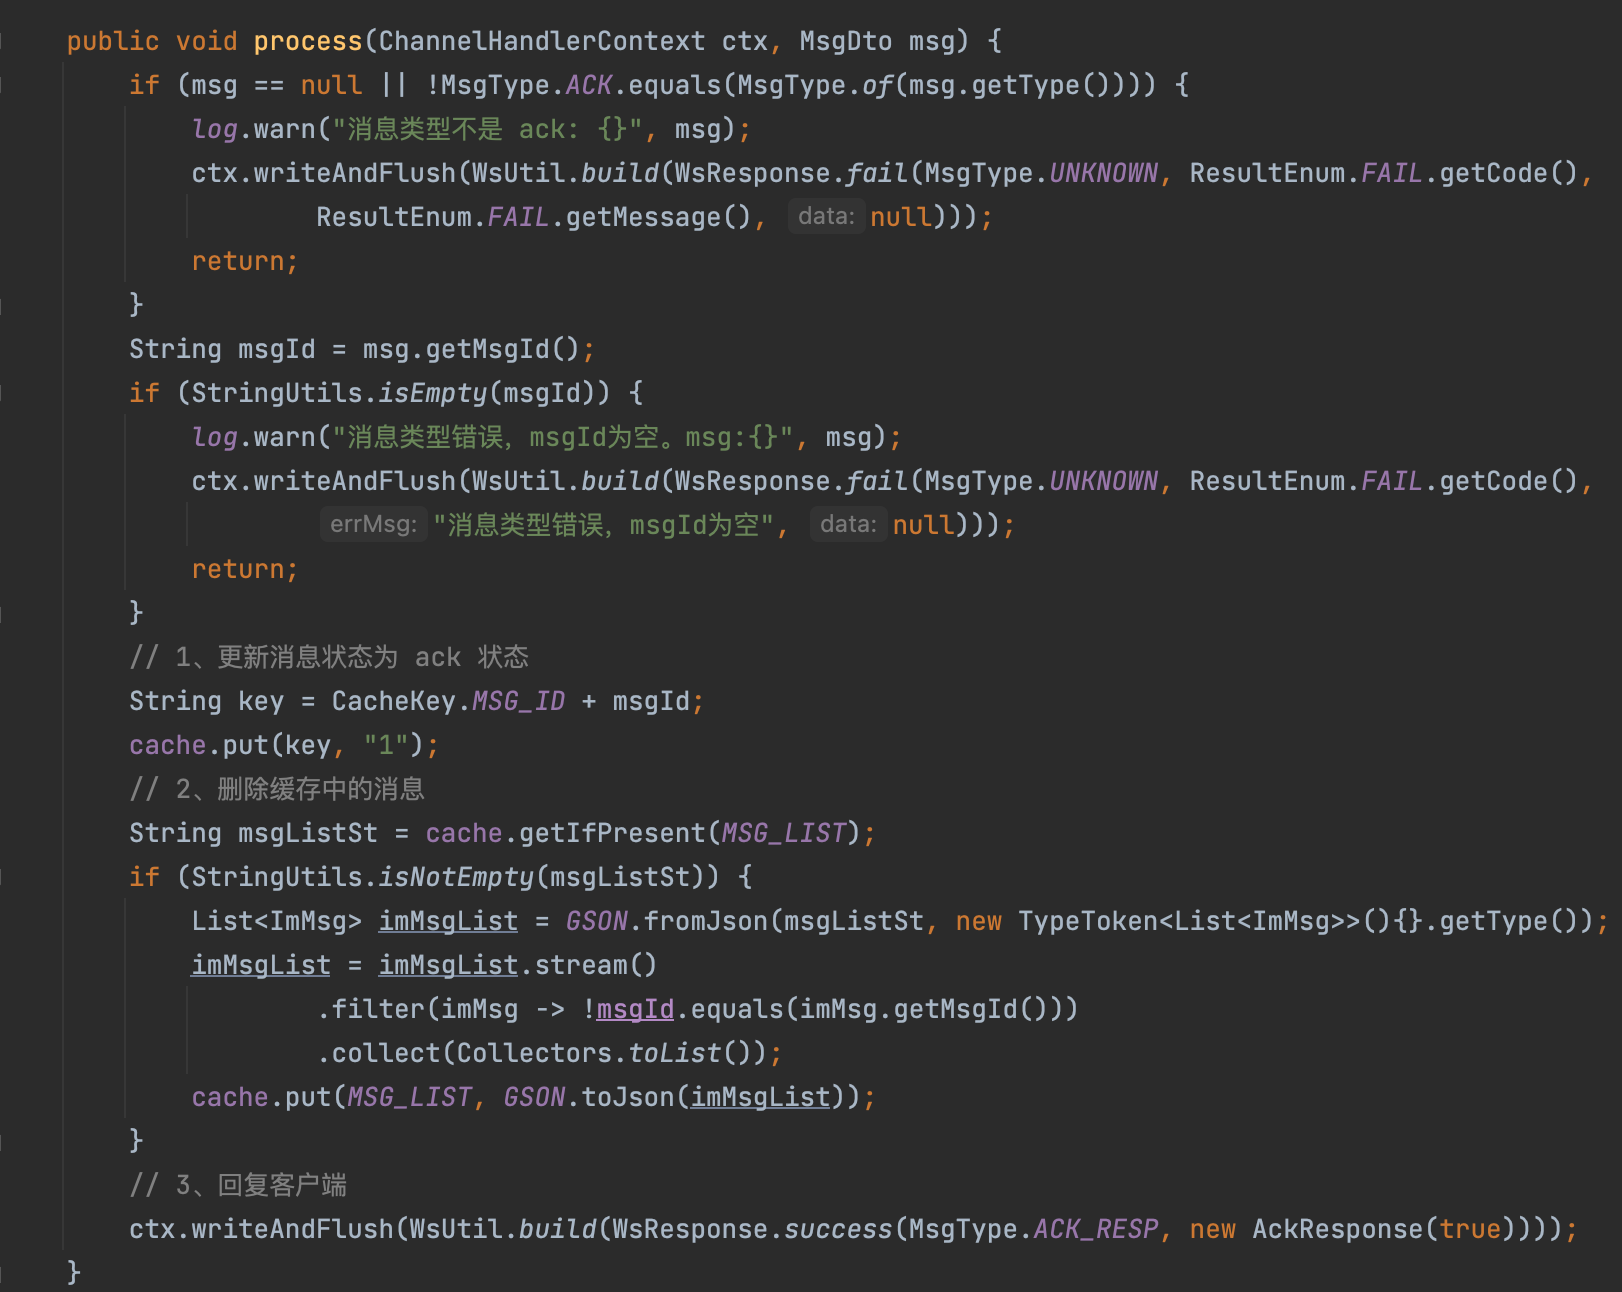 public void process(ChannelHandlerContext ctx, MsgDto msg) {
    if (msg == null || !MsgType.ACK.equals(MsgType.of(msg.getType()))) {
        log.warn("消息类型不是 ack: {}", msg);
        ctx.writeAndFlush(WsUtil.build(WsResponse.fail(MsgType.UNKNOWN, ResultEnum.FAIL.getCode(),
                ResultEnum.FAIL.getMessage(), data: null)));
        return;
    }
    String msgId = msg.getMsgId();
    if (StringUtils.isEmpty(msgId)) {
        log.warn("消息类型错误，msgId为空。msg:{}", msg);
        ctx.writeAndFlush(WsUtil.build(WsResponse.fail(MsgType.UNKNOWN, ResultEnum.FAIL.getCode(),
                errMsg: "消息类型错误，msgId为空", data: null)));
        return;
    }
    // 1、更新消息状态为 ack 状态
    String key = CacheKey.MSG_ID + msgId;
    cache.put(key, "1");
    // 2、删除缓存中的消息
    String msgListSt = cache.getIfPresent(MSG_LIST);
    if (StringUtils.isNotEmpty(msgListSt)) {
        List<ImMsg> imMsgList = GSON.fromJson(msgListSt, new TypeToken<List<ImMsg>>(){}.getType());
        imMsgList = imMsgList.stream()
                .filter(imMsg -> !msgId.equals(imMsg.getMsgId()))
                .collect(Collectors.toList());
        cache.put(MSG_LIST, GSON.toJson(imMsgList));
    }
    // 3、回复客户端
    ctx.writeAndFlush(WsUtil.build(WsResponse.success(MsgType.ACK_RESP, new AckResponse(true))));
}